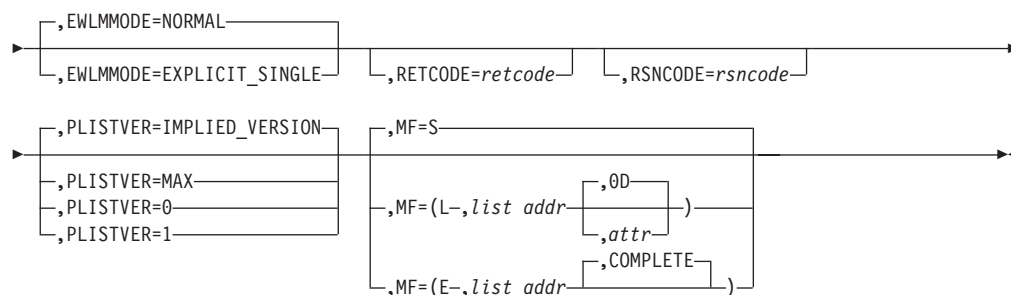 ,EWLMMODE=NORMAL
,EWLMMODE=EXPLICIT_SINGLE
,RETCODE=retcode
,RSNCODE=rsncode
,PLISTVER=IMPLIED_VERSION
,PLISTVER=MAX
,PLISTVER=0
,PLISTVER=1
,MF=S
,0D
,MF=(L ,list addr )
,attr
,COMPLETE
,MF=(E ,list addr )